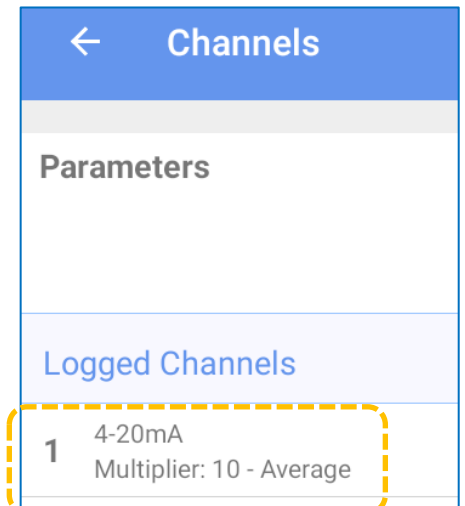 ← Channels
Parameters
Logged Channels
1
4-20mA
Multiplier: 10 - Average